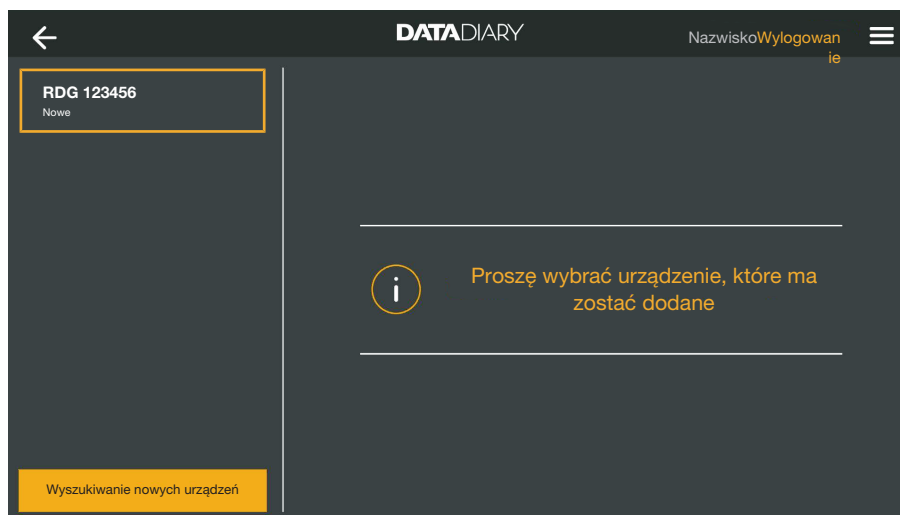 DATADIARY
NazwiskoWylogowan
ie
RDG 123456
Nowe
Proszę wybrać urządzenie, które ma
zostać dodane
Wyszukiwanie nowych urządzeń